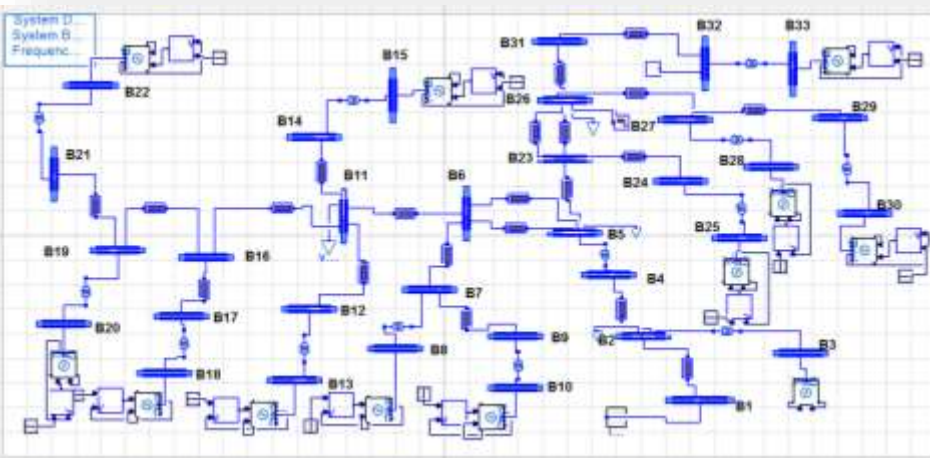 System D...
System B...
Frequenc...
B22
B15
B31
B32
B33
B14
B26
B27
B29
B21
B11
B6
B23
B24
B28
B19
B16
B5
B25
B30
B20
B17
B12
B7
B4
B18
B13
B8
B9
B10
B2
B3
B1